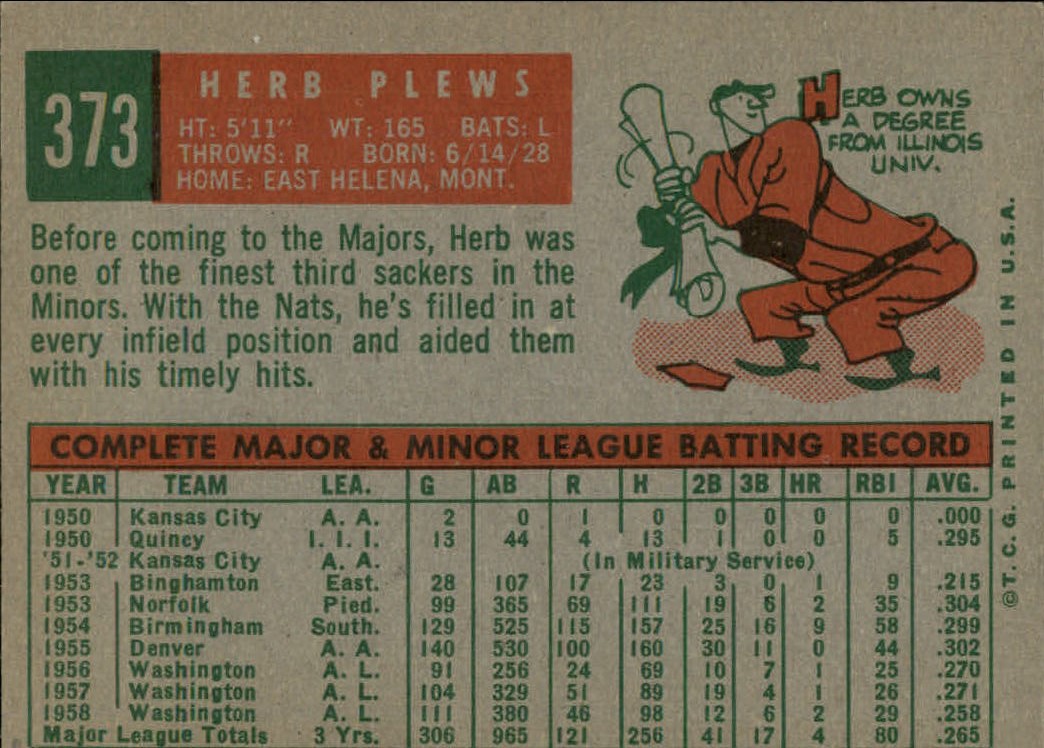 373
HERB PLEWS
HT: 5'11" WT: 165 BATS: L
THROWS: R BORN: 6/14/28
HOME: EAST HELENA, MONT.
HERB OWNS
A DEGREE
FROM ILLINOIS
UNIV.
Before coming to the Majors, Herb was
one of the finest third sackers in the
Minors. With the Nats, he's filled in at
every infield position and aided them
with his timely hits.
COMPLETE MAJOR & MINOR LEAGUE BATTING RECORD
YEAR TEAM LEA. G AB R H 2B 3B HR RBI AVG.
1950 Kansas City A. A. 2 0 1 0 0 0 0 0 .000
1950 Quincy I. I. I. 13 44 4 13 1 0 0 5 .295
'51-'52 Kansas City A. A. (In Military Service)
1953 Binghamton East. 28 107 17 23 3 0 1 9 .215
1953 Norfolk Pied. 99 365 69 111 19 6 2 35 .304
1954 Birmingham South. 129 525 115 157 25 16 9 58 .299
1955 Denver A. A. 140 530 100 160 30 11 0 44 .302
1956 Washington A. L. 91 256 24 69 10 7 1 25 .270
1957 Washington A. L. 104 329 51 89 19 4 1 26 .271
1958 Washington A. L. 111 380 46 98 12 6 2 29 .258
Major League Totals 3 Yrs. 306 965 121 256 41 17 4 80 .265
©T.C.G. PRINTED IN U.S.A.